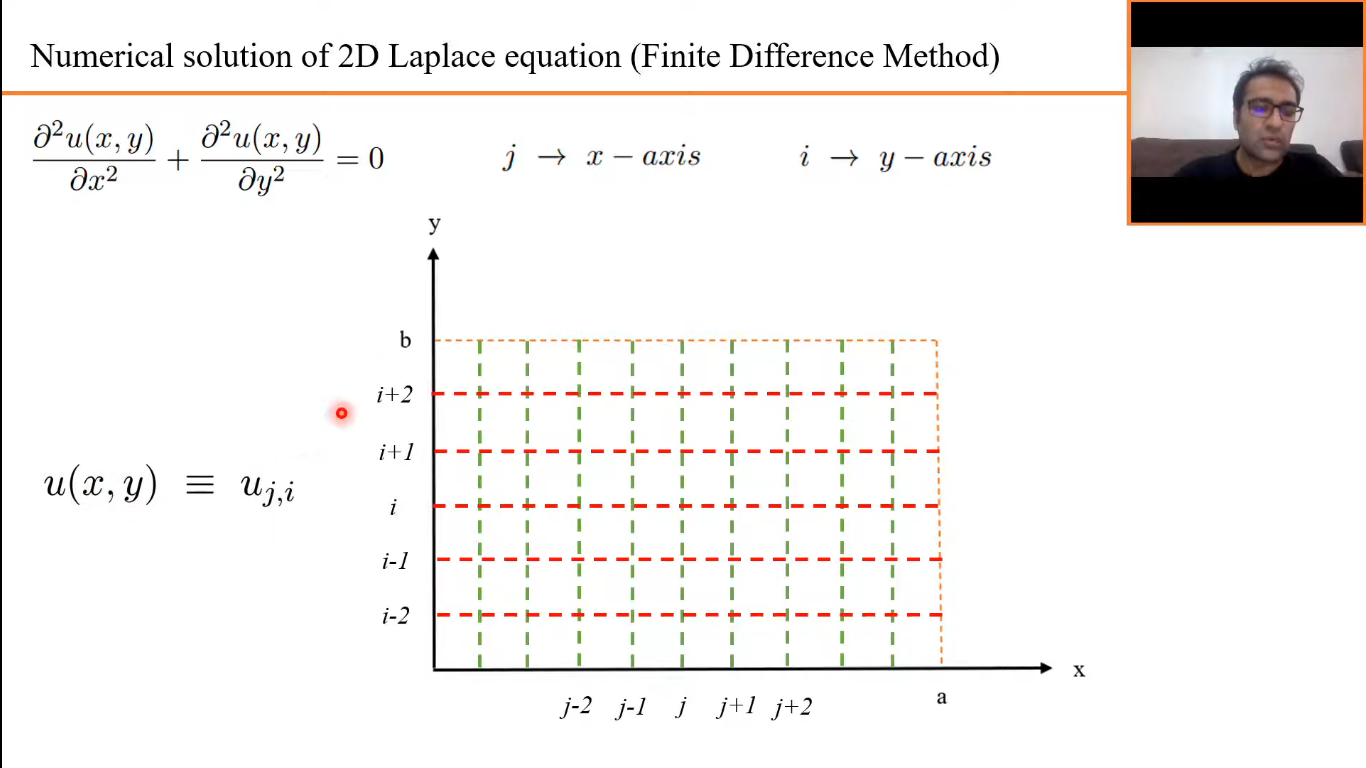 Numerical solution of 2D Laplace equation (Finite Difference Method)
∂²u(x, y)/∂x² + ∂²u(x, y)/∂y² = 0
j → x − axis
i → y − axis
y
b
i+2
i+1
u(x, y) ≡ u_{j,i}
i
i-1
i-2
x
j-2 j-1 j j+1 j+2
a